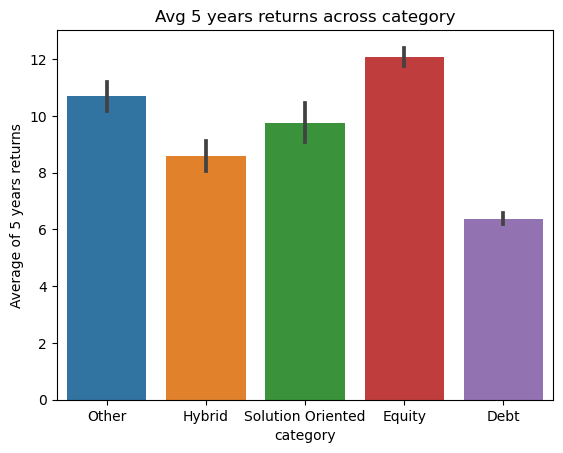 Avg 5 years returns across category
Average of 5 years returns
12
10
8
6
4
2
0
Other Hybrid Solution Oriented Equity Debt
category